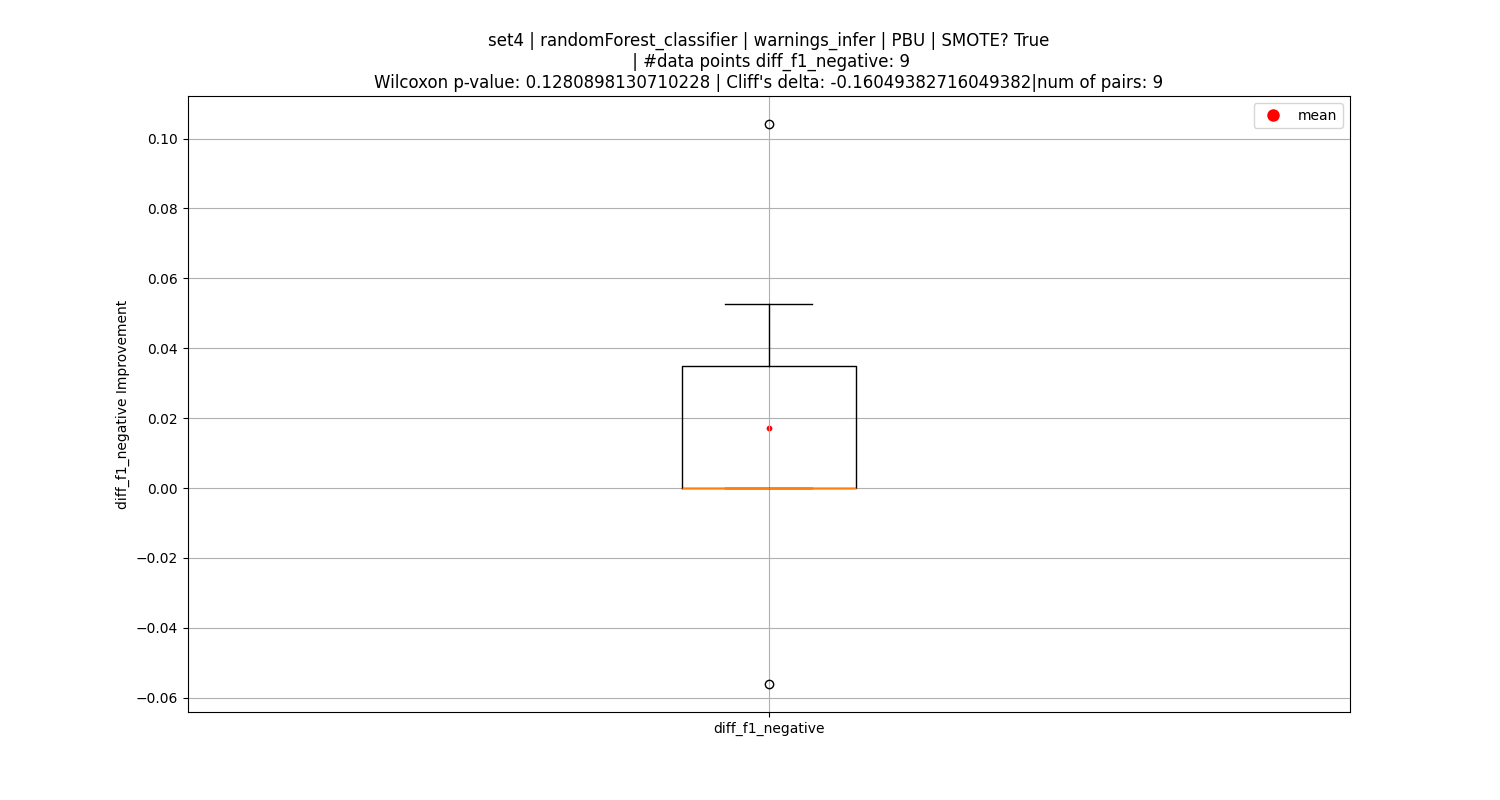 set4 | randomForest_classifier | warnings_infer | PBU | SMOTE? True
| #data points diff_f1_negative: 9
Wilcoxon p-value: 0.1280898130710228 | Cliff's delta: -0.16049382716049382|num of pairs: 9
mean
0.10
0.08
0.06
0.04
0.02
0.00
−0.02
−0.04
−0.06
diff_f1_negative Improvement
diff_f1_negative